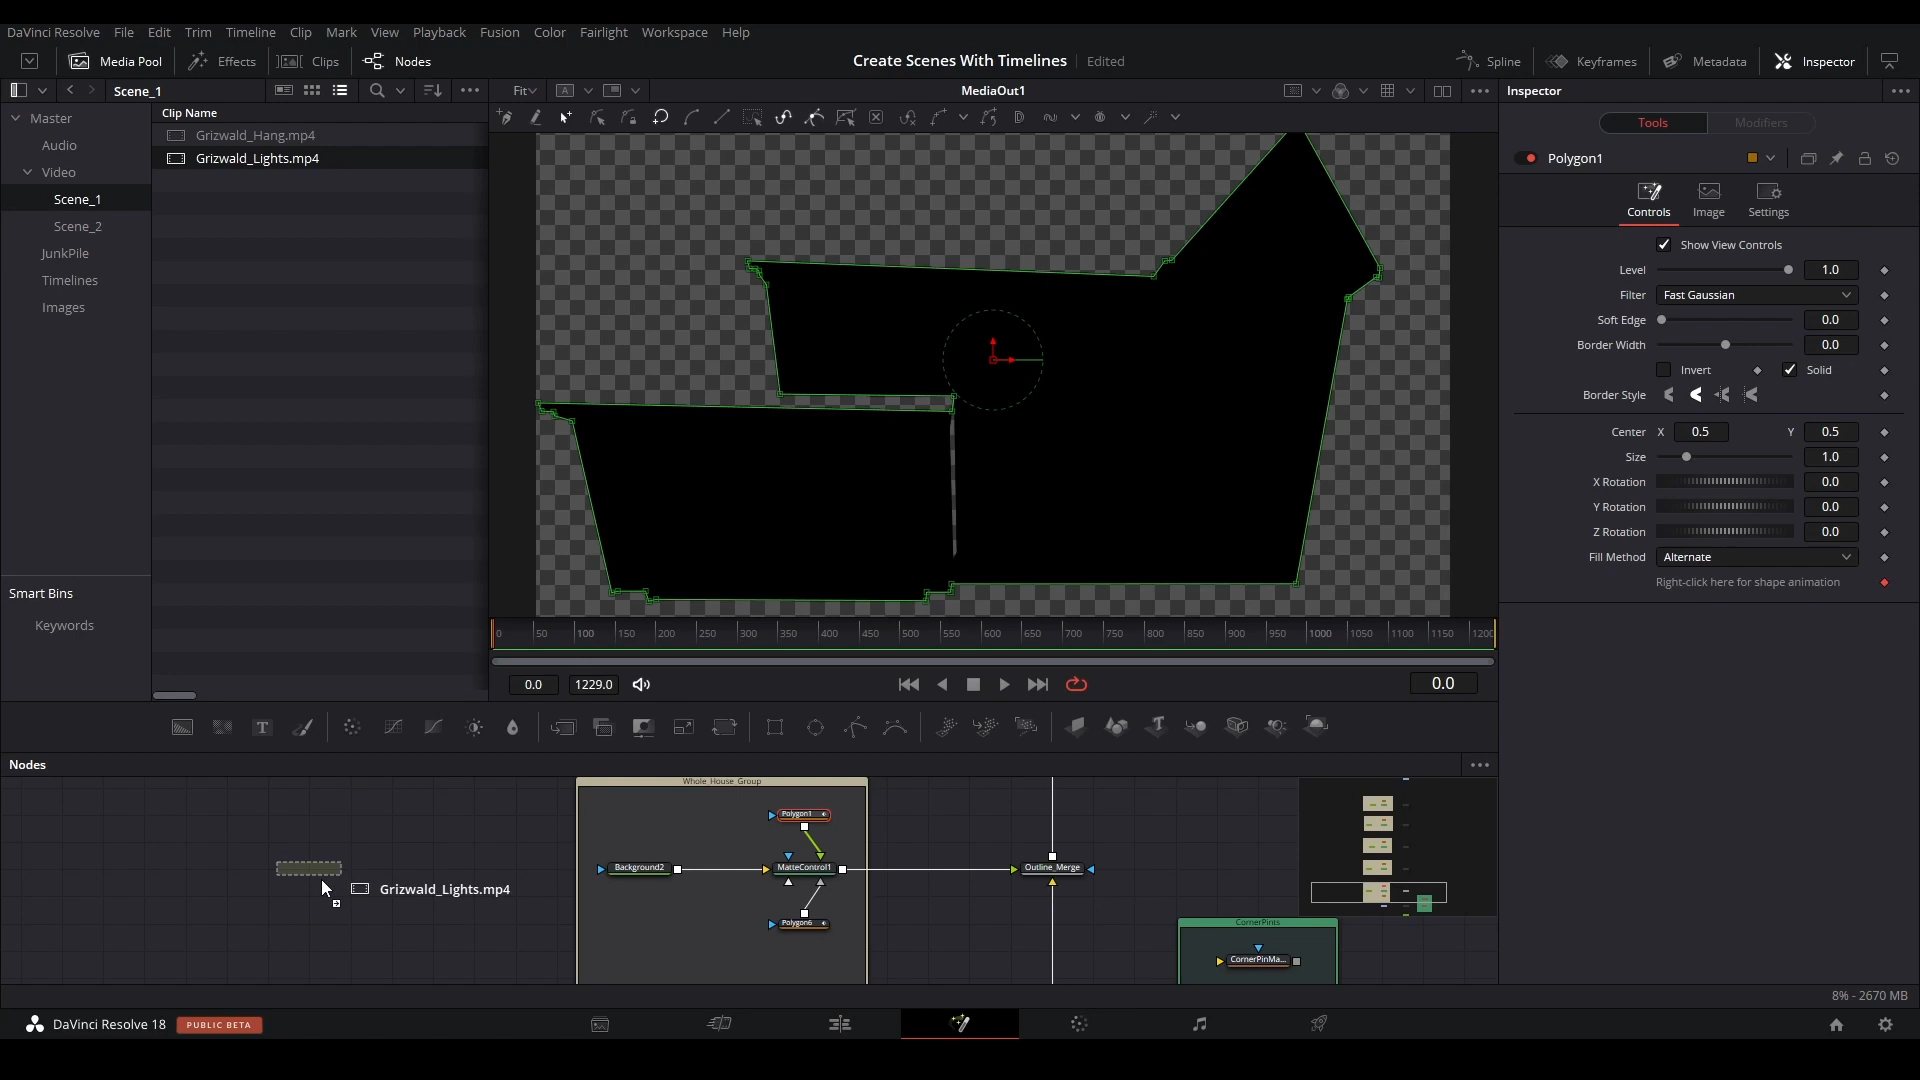 DaVinci Resolve File Edit Trim Timeline Clip Mark View Playback Fusion Color Fairlight Workspace Help
Media Pool Effects Clips Nodes Create Scenes With Timelines Edited Spline Keyframes Metadata Inspector
Scene_1 Fit A MediaOut1 Inspector
Master
Audio
Video
Scene_1
Scene_2
JunkPile
Timelines
Images
Smart Bins
Keywords
Clip Name
Grizwald_Hang.mp4
Grizwald_Lights.mp4
0 50 100 150 200 250 300 350 400 450 500 550 600 650 700 750 800 850 900 950 1000 1050 1100 1150 1200
0.0 1229.0 0.0
Tools Modifiers
Polygon1
Controls Image Settings
Show View Controls
Level 1.0
Filter Fast Gaussian
Soft Edge 0.0
Border Width 0.0
Invert Solid
Border Style
Center X 0.5 Y 0.5
Size 1.0
X Rotation 0.0
Y Rotation 0.0
Z Rotation 0.0
Fill Method Alternate
Right-click here for shape animation
T
Nodes
Whole_House_Group
Polygon1
Background2 MatteControl1 Outline_Merge
Grizwald_Lights.mp4
Polygon6
CornerPints
CornerPinMa...
8% - 2670 MB
DaVinci Resolve 18 PUBLIC BETA